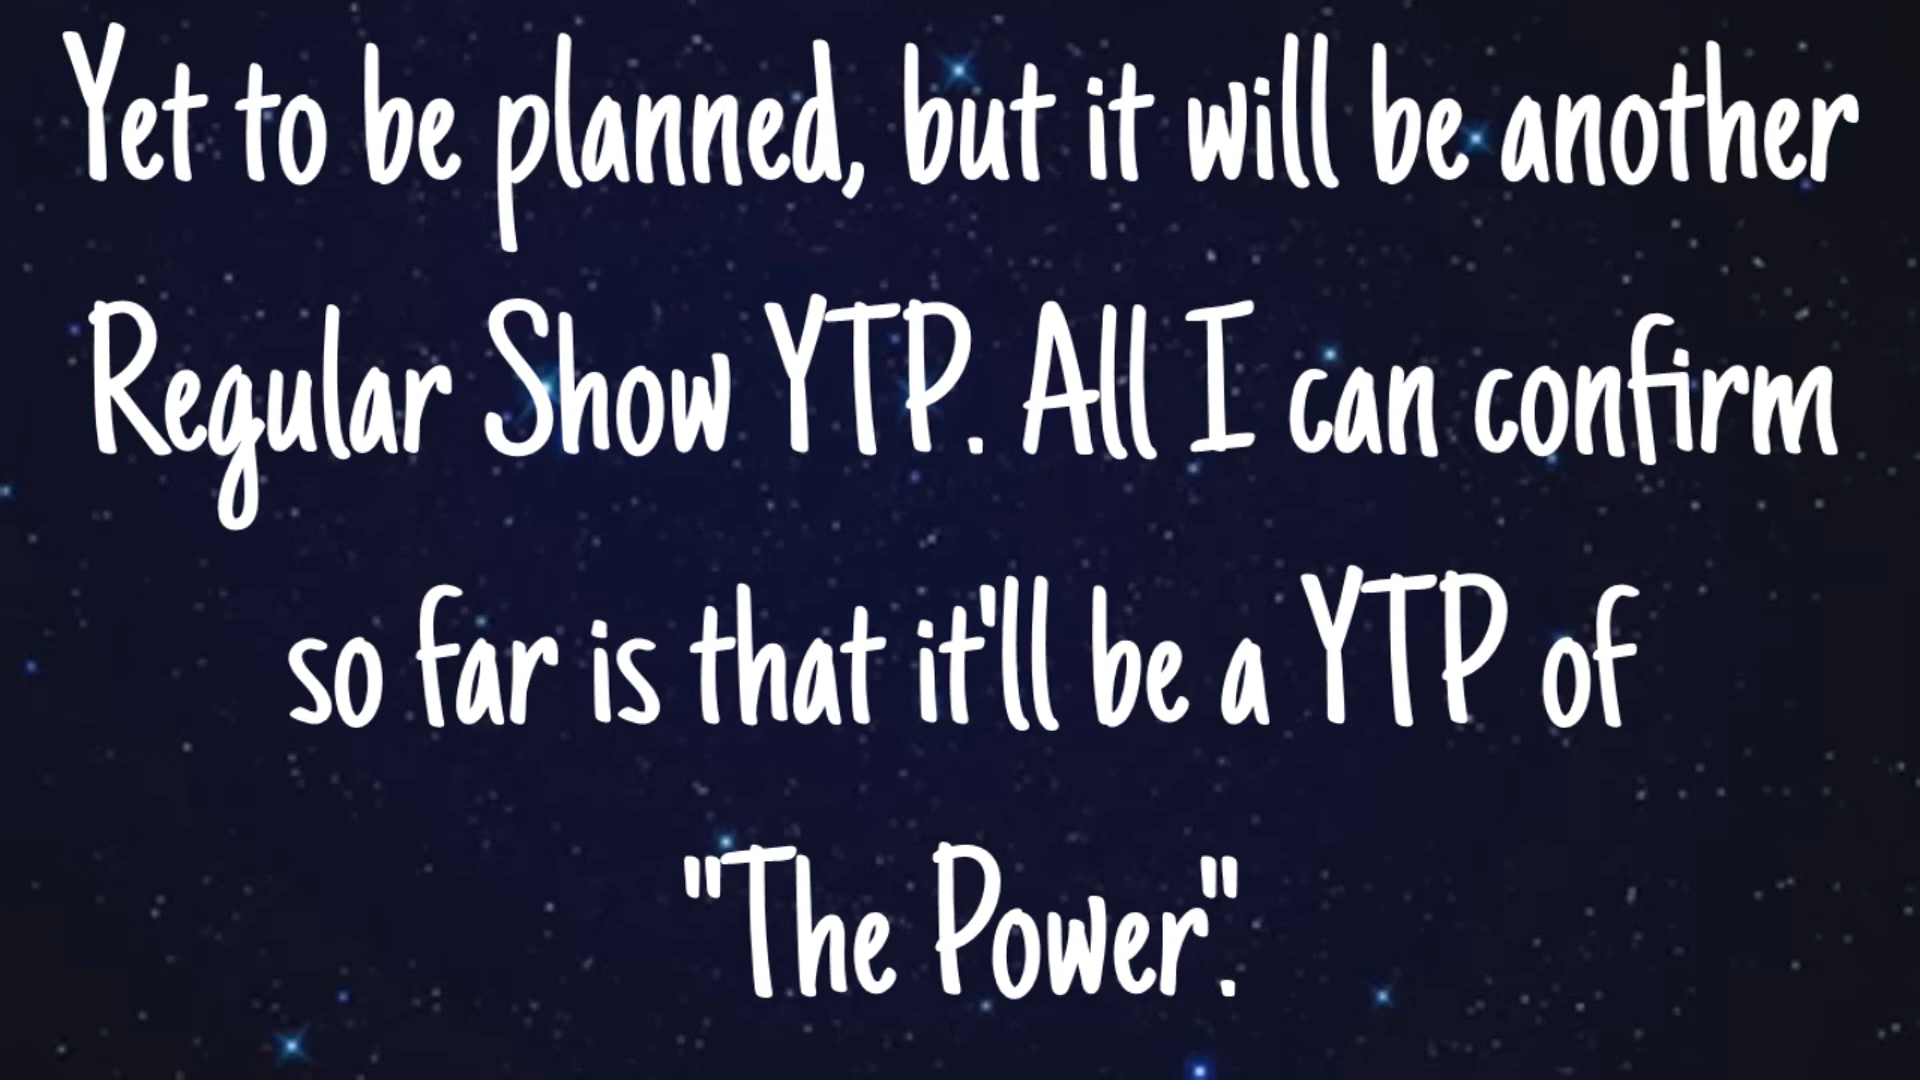 Yet to be planned, but it will be another
Regular Show YTP. All I can confirm
so far is that it'll be a YTP of
"The Power".